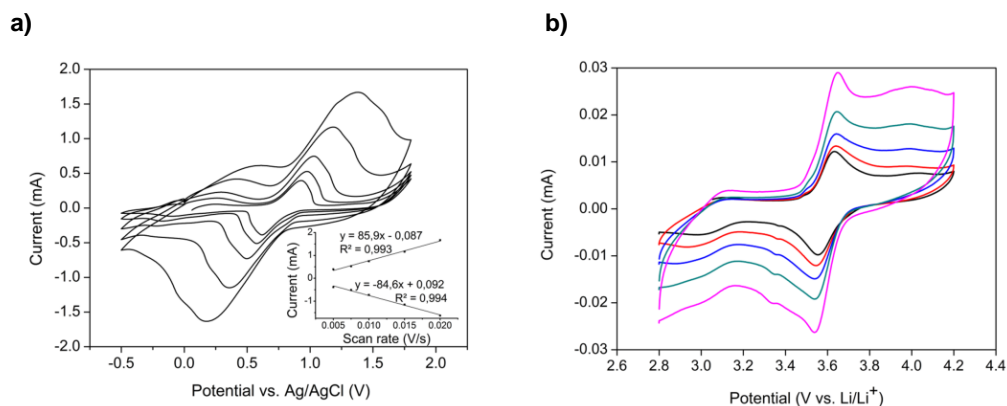 a)
2.0
1.5
1.0
0.5
0.0
-0.5
-1.0
-1.5
-2.0
Current (mA)
-0.5 0.0 0.5 1.0 1.5 2.0
Potential vs. Ag/AgCl (V)
y = 85,9x - 0,087
R² = 0,993
y = -84,6x + 0,092
R² = 0,994
Current (mA)
1
0
-1
0.005 0.010 0.015 0.020
Scan rate (V/s)
b)
0.03
0.02
0.01
0.00
-0.01
-0.02
-0.03
Current (mA)
2.6 2.8 3.0 3.2 3.4 3.6 3.8 4.0 4.2 4.4
Potential (V vs. Li/Li⁺)